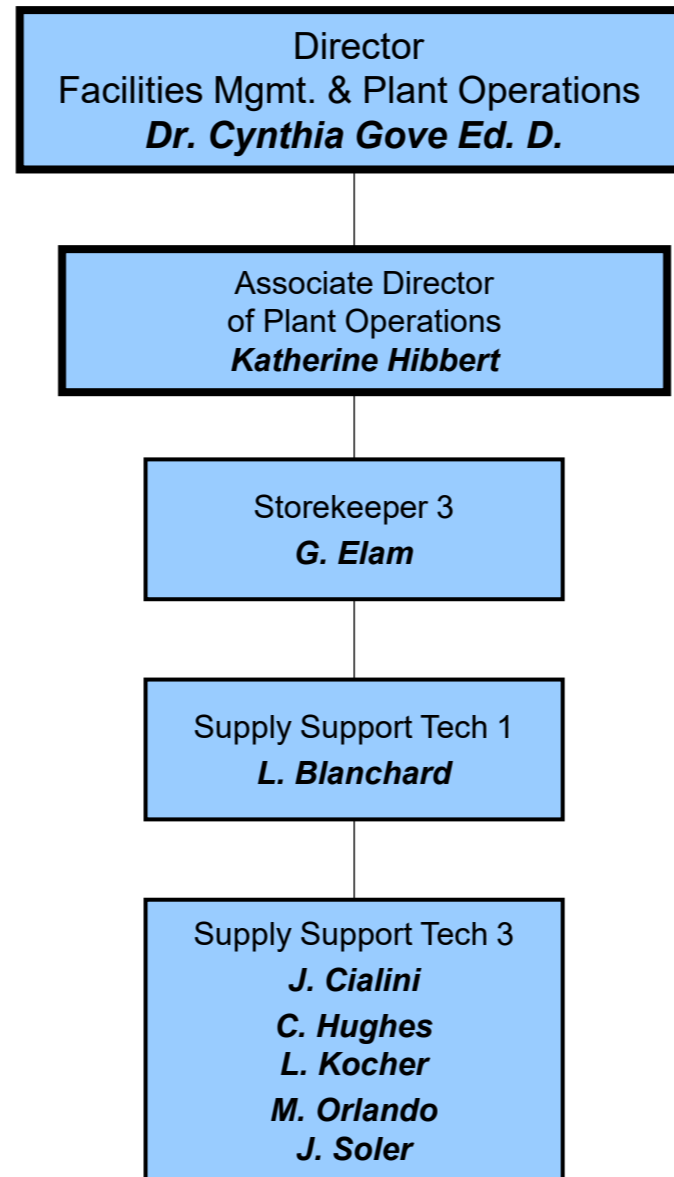 Director
Facilities Mgmt. & Plant Operations
Dr. Cynthia Gove Ed. D.
Associate Director
of Plant Operations
Katherine Hibbert
Storekeeper 3
G. Elam
Supply Support Tech 1
L. Blanchard
Supply Support Tech 3
J. Cialini
C. Hughes
L. Kocher
M. Orlando
J. Soler